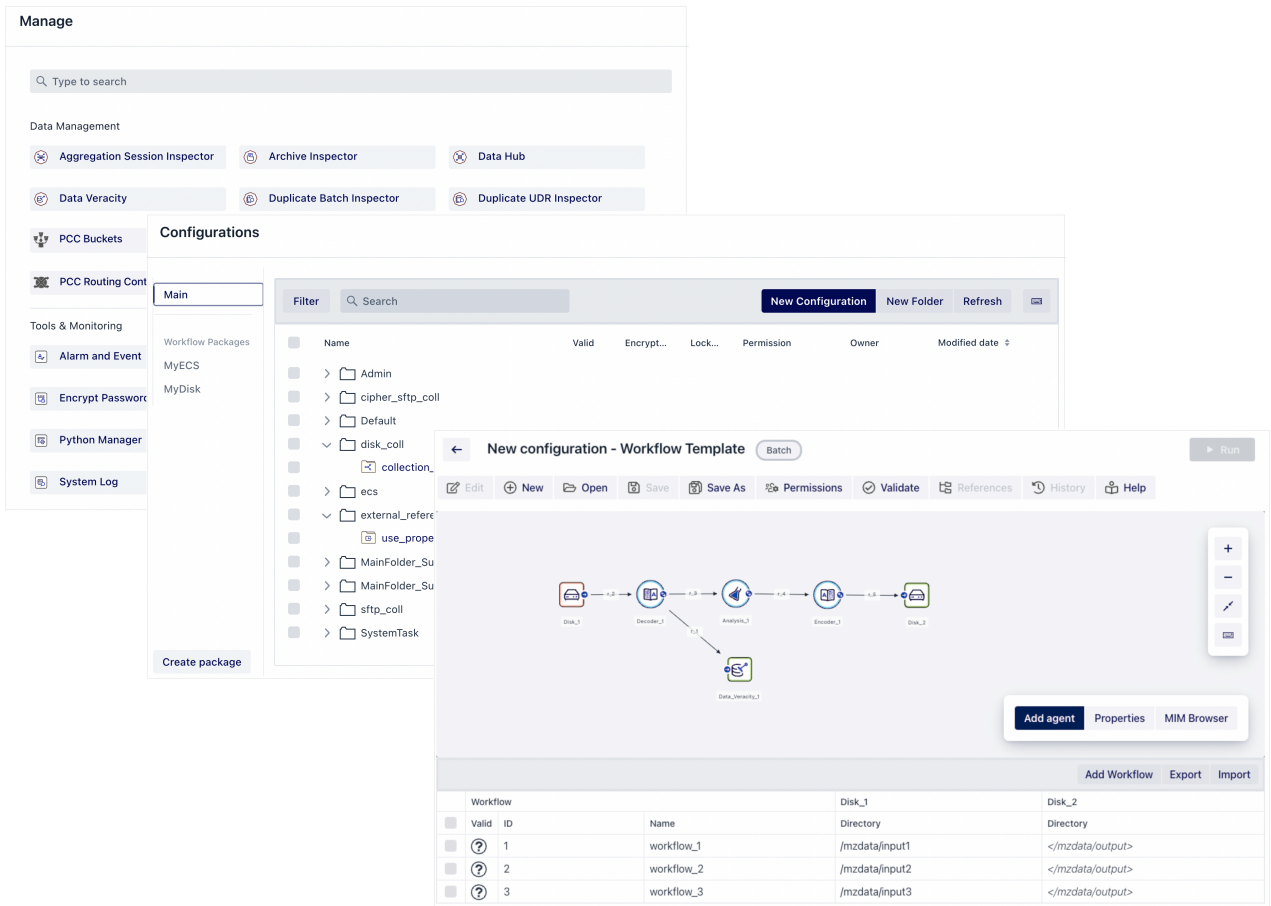 Manage
Type to search
Data Management
Aggregation Session Inspector Archive Inspector Data Hub
Data Veracity Duplicate Batch Inspector Duplicate UDR Inspector
PCC Buckets
PCC Routing Cont
Tools & Monitoring
Alarm and Event
Encrypt Password
Python Manager
System Log
Configurations
Main
Workflow Packages
MyECS
MyDisk
Create package
Filter Search New Configuration New Folder Refresh
Name Valid Encrypt... Lock... Permission Owner Modified date
Admin
cipher_sftp_coll
Default
disk_coll
collection_
ecs
external_refere
use_prope
MainFolder_Su
MainFolder_Su
sftp_coll
SystemTask
New configuration - Workflow Template Batch Run
Edit New Open Save Save As Permissions Validate References History Help
r_2 r_3 r_4 r_5
Disk_1 Decoder_1 Analysis_1 Encoder_1 Disk_2
r_1
Data_Veracity_1
Add agent Properties MIM Browser
Add Workflow Export Import
Workflow Disk_1 Disk_2
Valid ID Name Directory Directory
1 workflow_1 /mzdata/input1 </mzdata/output>
2 workflow_2 /mzdata/input2 </mzdata/output>
3 workflow_3 /mzdata/input3 </mzdata/output>